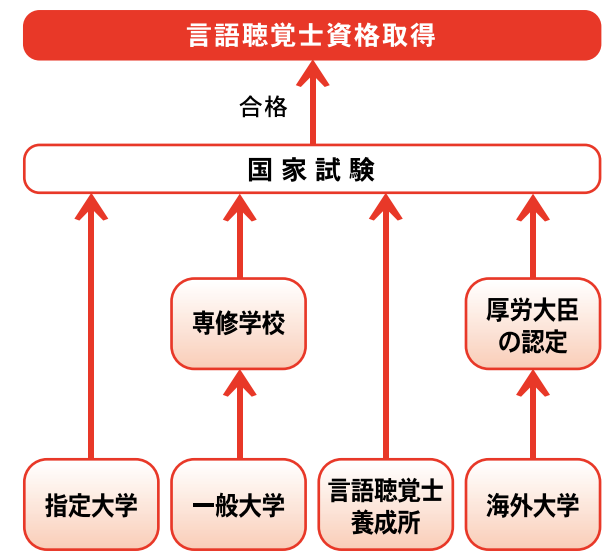 言語聴覚士資格取得
合格
国家試験
専修学校
厚労大臣
の認定
指定大学
一般大学
言語聴覚士
養成所
海外大学